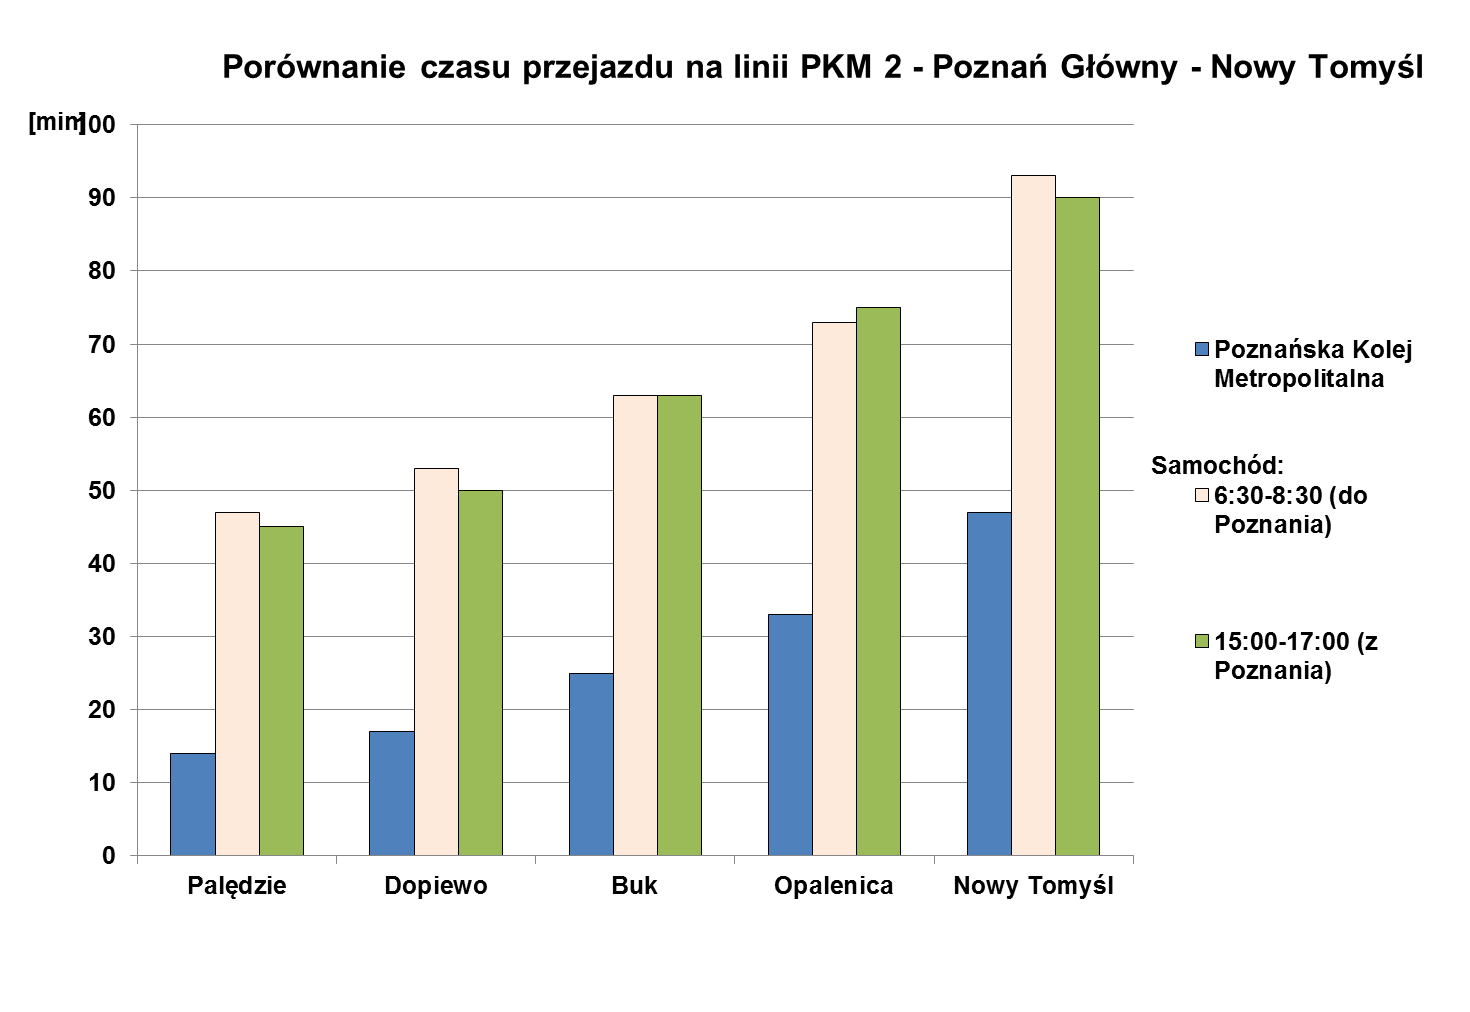 Porównanie czasu przejazdu na linii PKM 2 - Poznań Główny - Nowy Tomyśl
[min]
100
90
80
70
60
50
40
30
20
10
0
Palędzie
Dopiewo
Buk
Opalenica
Nowy Tomyśl
Poznańska Kolej
Metropolitalna
Samochód:
6:30-8:30 (do
Poznania)
15:00-17:00 (z
Poznania)